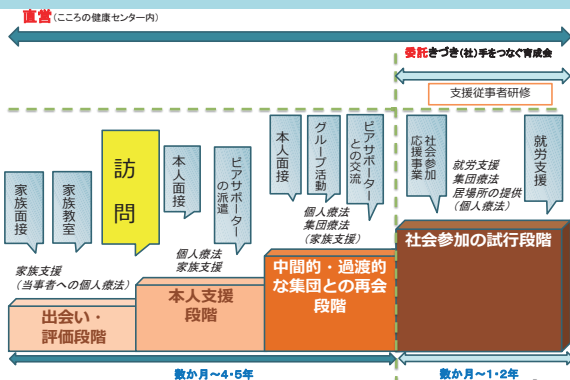 直営(こころの健康センター内)
委託きづき(社)手をつなぐ育成会
支援従事者研修
家族面接
家族教室
訪問
本人面接
ピアサポーター
の派遣
本人面接
グループ活動
ピアサポーター
との交流
社会参加
応援事業
就労支援
家族支援
(当事者への個人療法)
個人療法
家族支援
個人療法
集団療法
(家族支援)
就労支援
集団療法
居場所の提供
(個人療法)
出会い・
評価段階
本人支援
段階
中間的・過渡的
な集団との再会
段階
社会参加の試行段階
数か月～4・5年
数か月～1・2年